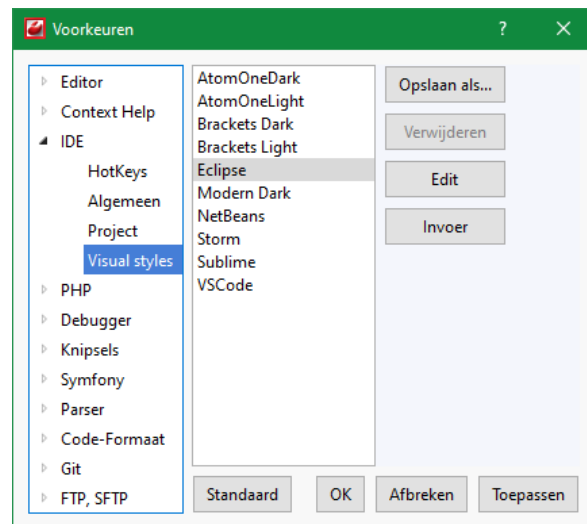 Voorkeuren
?
Editor
Context Help
IDE
HotKeys
Algemeen
Project
Visual styles
PHP
Debugger
Knipsels
Symfony
Parser
Code-Formaat
Git
FTP, SFTP
AtomOneDark
AtomOneLight
Brackets Dark
Brackets Light
Eclipse
Modern Dark
NetBeans
Storm
Sublime
VSCode
Opslaan als...
Verwijderen
Edit
Invoer
Standaard
OK
Afbreken
Toepassen